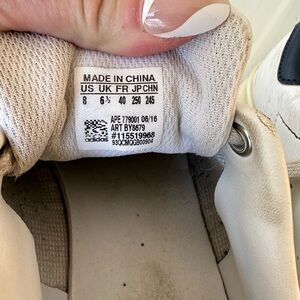 MADE IN CHINA
US UK FR JP CHN
8 6½ 40 250 245
APE 779001 06/16
ART BY8679
#115519968
adidas 93QCMQGB00904